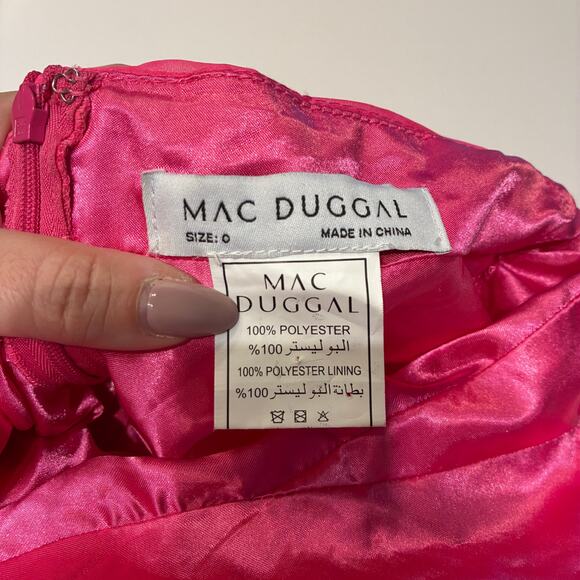 MAC DUGGAL
SIZE: 0
MADE IN CHINA
MAC
DUGGAL
100% POLYESTER
البوليستر 100%
100% POLYESTER LINING
بطانة البوليستر 100%